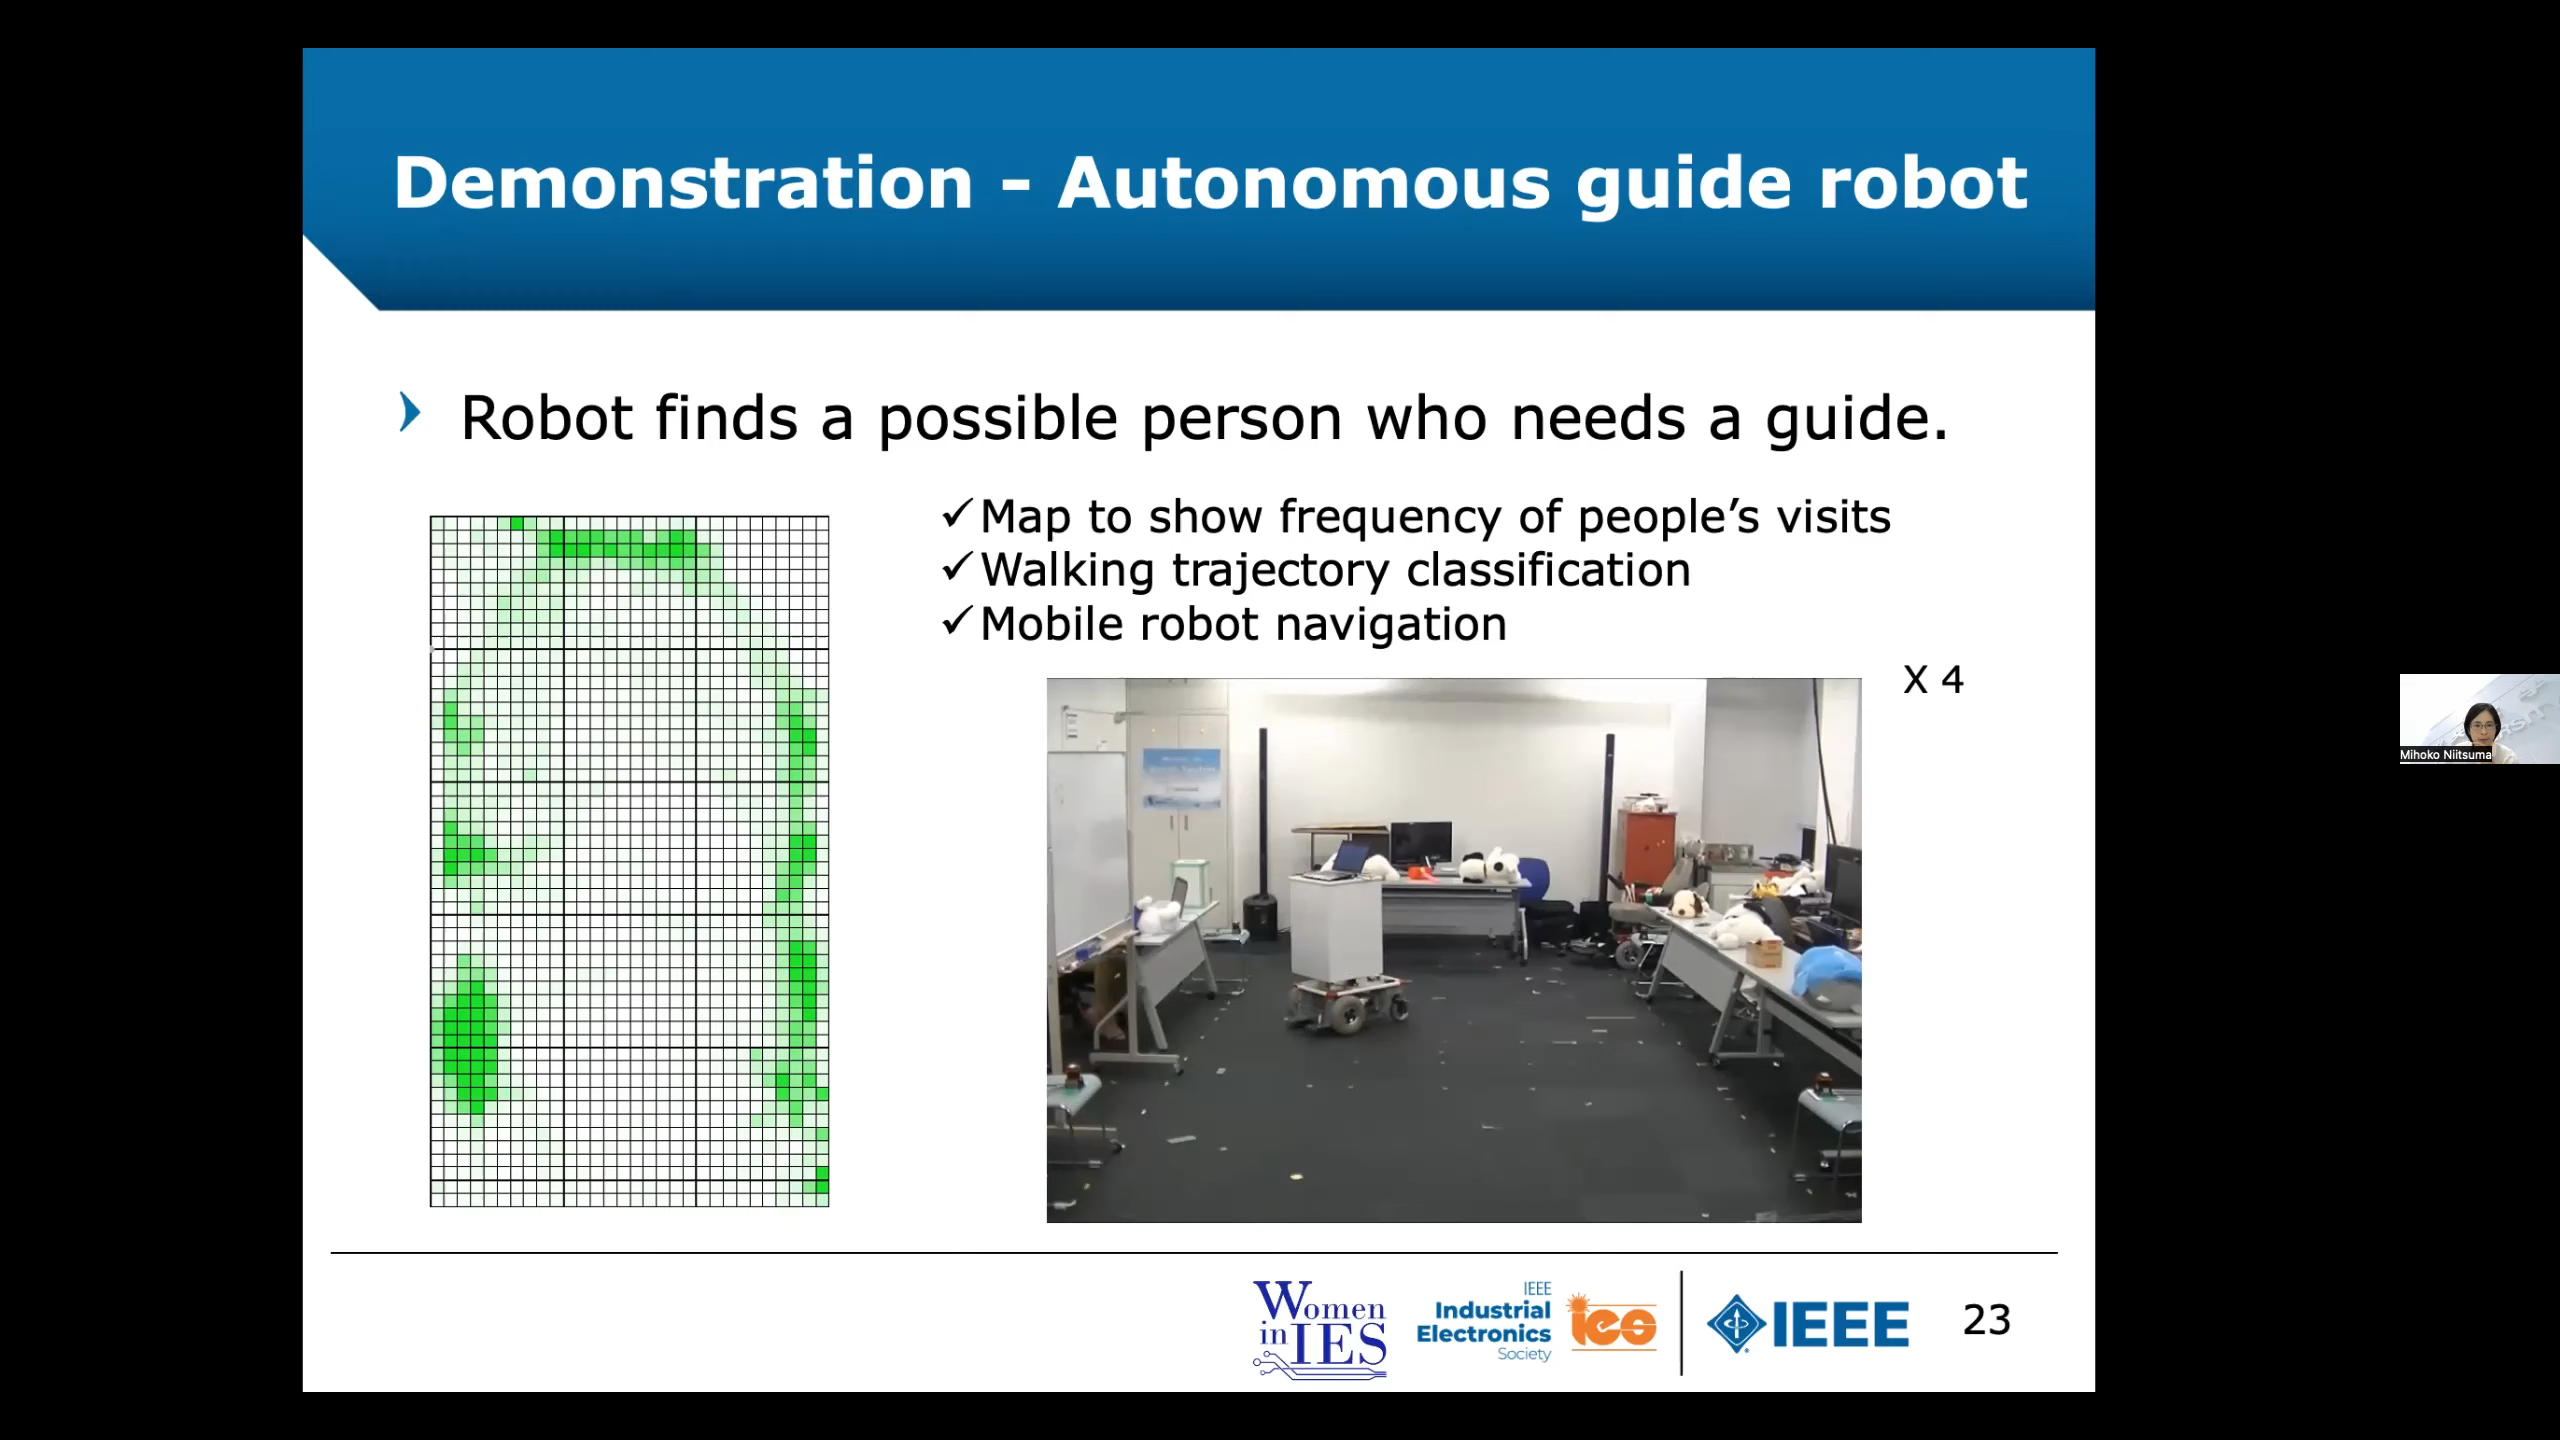 Demonstration - Autonomous guide robot
Robot finds a possible person who needs a guide.
✓Map to show frequency of people’s visits
✓Walking trajectory classification
✓Mobile robot navigation
X 4
Mihoko Niitsuma
Women
in IES
IEEE
Industrial
Electronics
Society
ies
IEEE
23